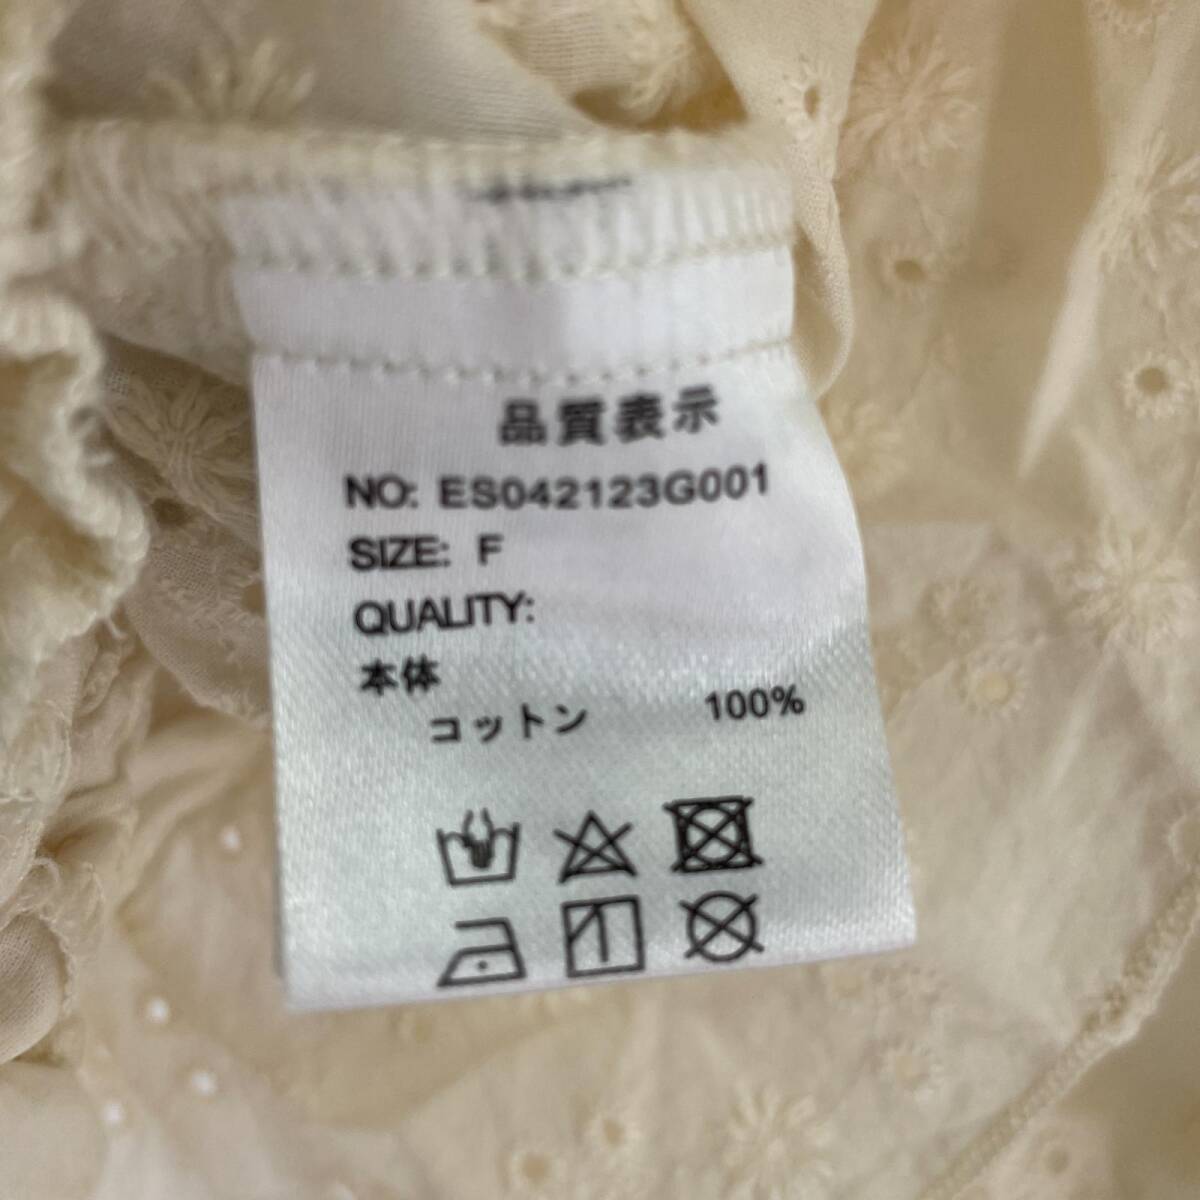 品質表示
NO: ES042123G001
SIZE: F
QUALITY:
本体
コットン 100%